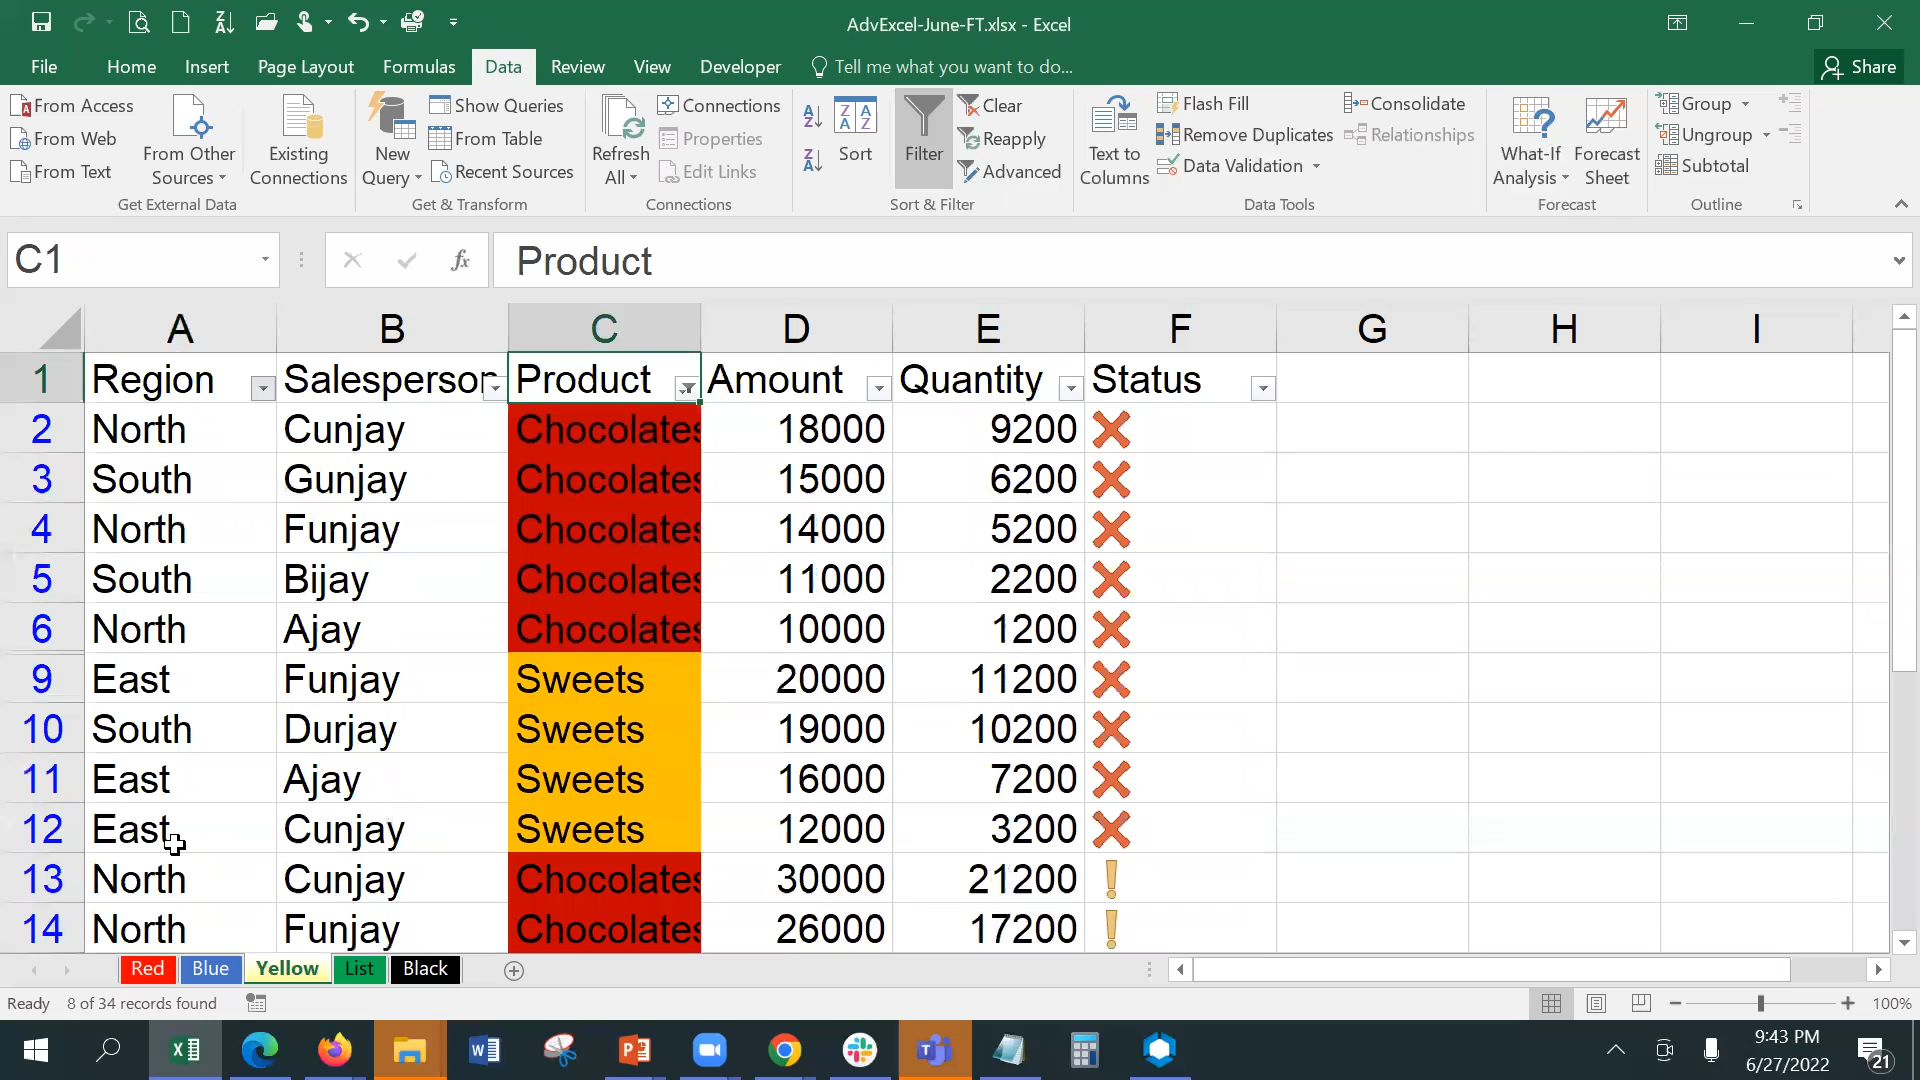 AdvExcel-June-FT.xlsx - Excel
File Home Insert Page Layout Formulas Data Review View Developer Tell me what you want to do... Share
From Access
From Web
From Text
From Other
Sources
Existing
Connections
Get External Data
New
Query
Show Queries
From Table
Recent Sources
Get & Transform
Refresh
All
Connections
Properties
Edit Links
Connections
Sort
Filter
Clear
Reapply
Advanced
Sort & Filter
Text to
Columns
Flash Fill
Remove Duplicates
Data Validation
Consolidate
Relationships
Data Tools
What-If
Analysis
Forecast
Sheet
Forecast
Group
Ungroup
Subtotal
Outline
C1 fx Product
A B C D E F G H I
1 Region Salesperson Product Amount Quantity Status
2 North Cunjay Chocolates 18000 9200
3 South Gunjay Chocolates 15000 6200
4 North Funjay Chocolates 14000 5200
5 South Bijay Chocolates 11000 2200
6 North Ajay Chocolates 10000 1200
9 East Funjay Sweets 20000 11200
10 South Durjay Sweets 19000 10200
11 East Ajay Sweets 16000 7200
12 East Cunjay Sweets 12000 3200
13 North Cunjay Chocolates 30000 21200
14 North Funjay Chocolates 26000 17200
Red Blue Yellow List Black
Ready 8 of 34 records found 100%
9:43 PM
6/27/2022
21